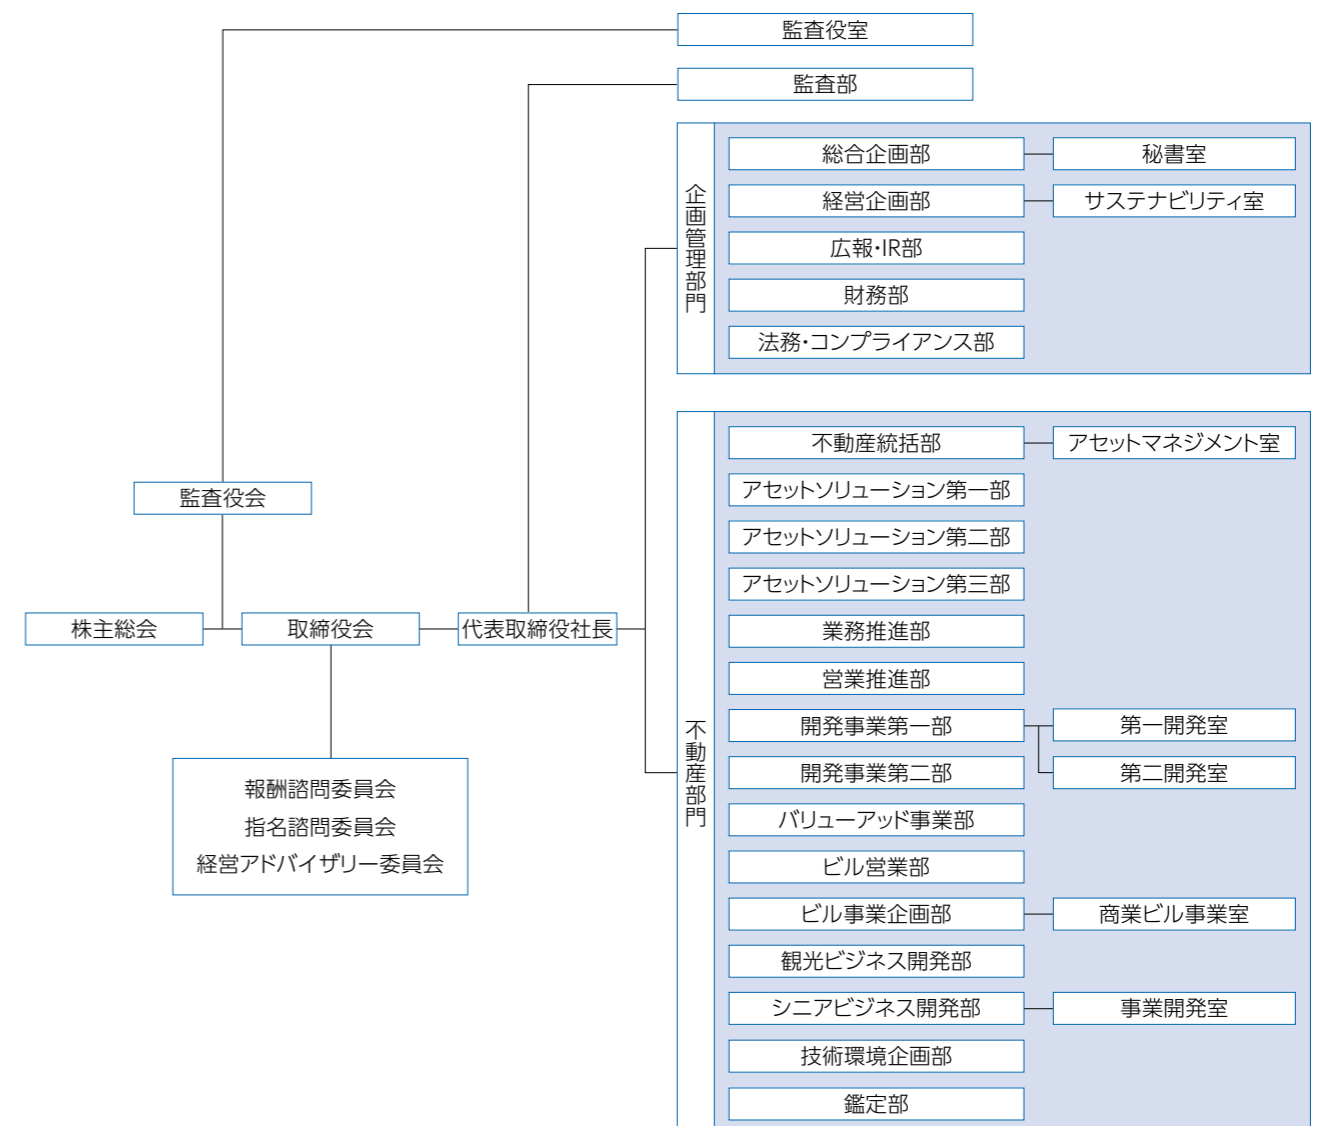 監査役室
監査部
企画管理部門
総合企画部
秘書室
経営企画部
サステナビリティ室
広報・IR部
財務部
法務・コンプライアンス部
監査役会
株主総会
取締役会
代表取締役社長
報酬諮問委員会
指名諮問委員会
経営アドバイザリー委員会
不動産部門
不動産統括部
アセットマネジメント室
アセットソリューション第一部
アセットソリューション第二部
アセットソリューション第三部
業務推進部
営業推進部
開発事業第一部
第一開発室
開発事業第二部
第二開発室
バリューアッド事業部
ビル営業部
ビル事業企画部
商業ビル事業室
観光ビジネス開発部
シニアビジネス開発部
事業開発室
技術環境企画部
鑑定部